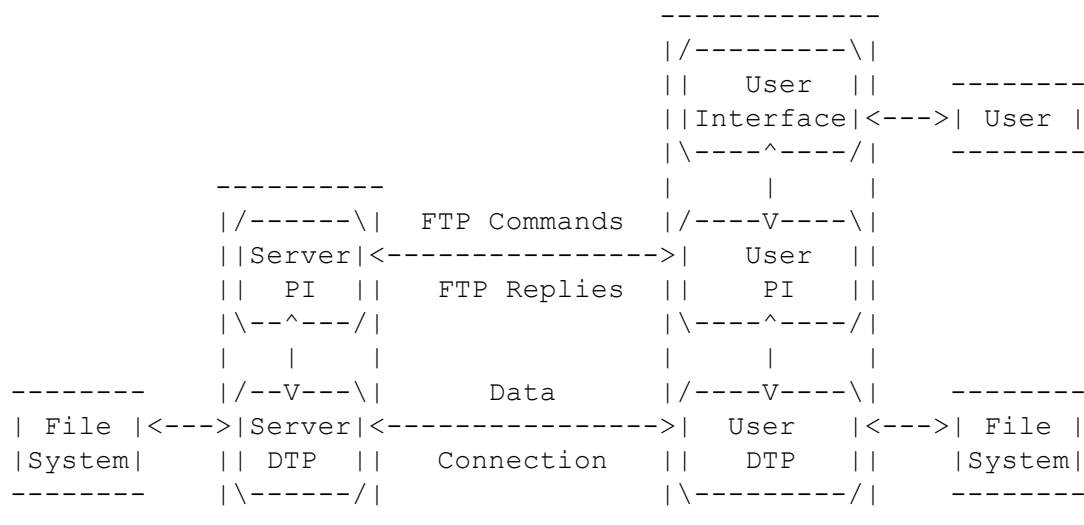 -------------
                                            |/---------\|
                                            ||   User  ||    --------
                                            ||Interface|<--->| User |
                                            |\----^----/|    --------
                  ----------                |     |     |
                  |/------\|  FTP Commands  |/----V----\|
                  ||Server|<---------------->|   User  ||
                  ||  PI  ||   FTP Replies  ||    PI   ||
                  |\--^---/|                |\----^----/|
                  |   |    |                |     |     |
      --------    |/--V---\|      Data      |/----V----\|    --------
      | File |<--->|Server|<---------------->|  User   |<--->| File |
      |System|    || DTP  ||   Connection   ||   DTP   ||    |System|
      --------    |\------/|                |\---------/|    --------